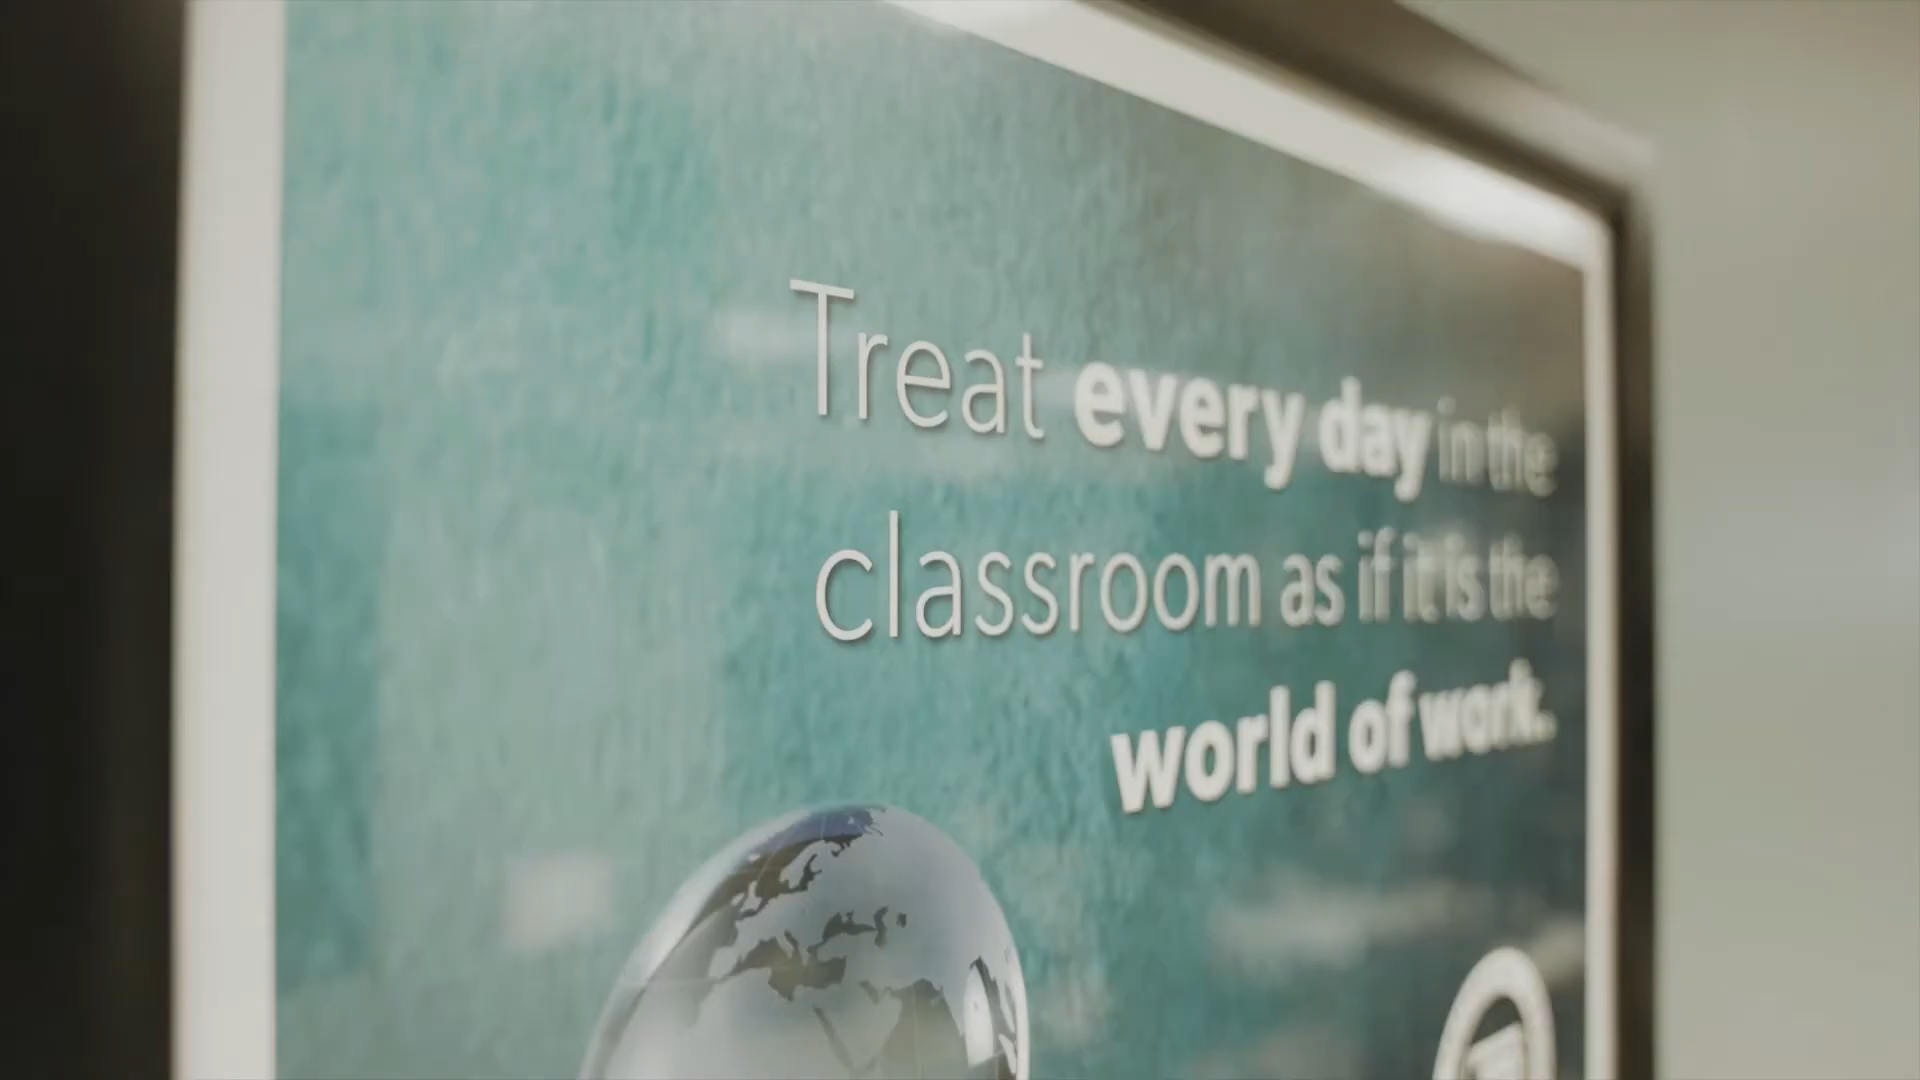 Treat every day in the
classroom as if it is the
world of work.